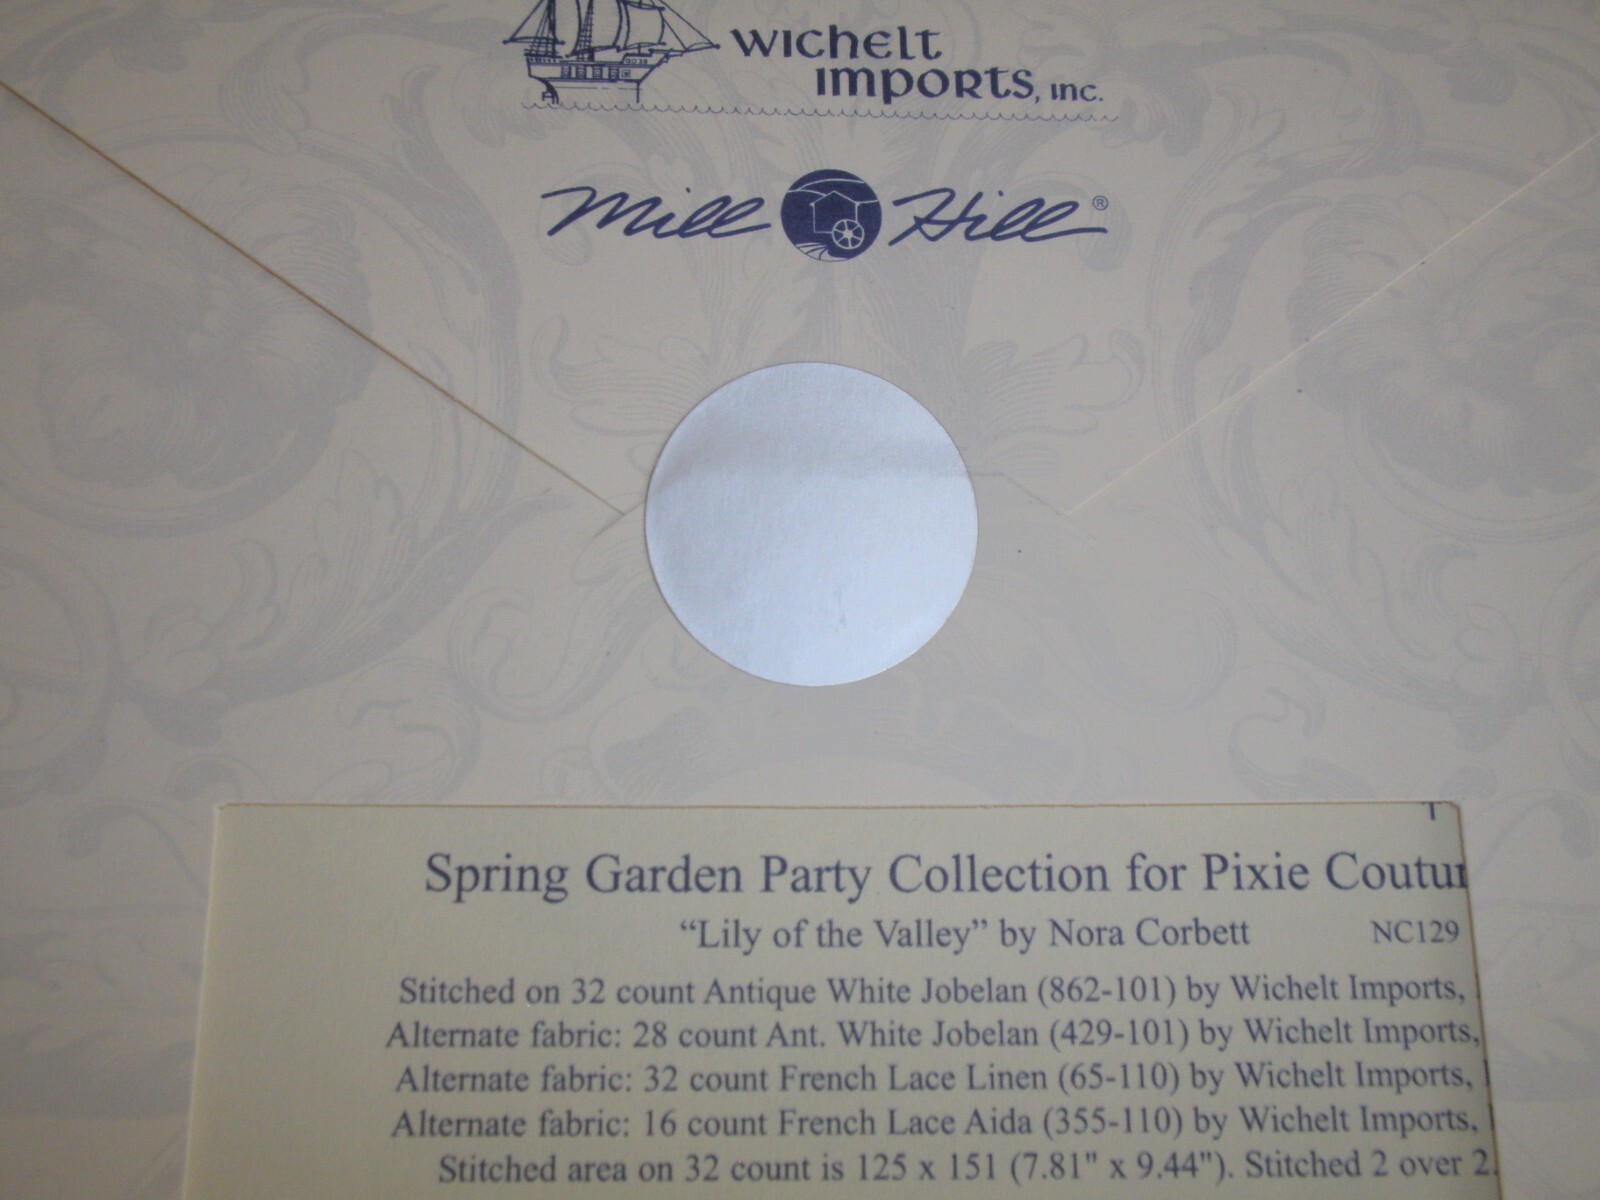 Wichelt
Imports, Inc.
Mill Hill®
Spring Garden Party Collection for Pixie
"Lily of the Valley" by Nora Corbett NC129
Stitched on 32 count Antique White Jobelan (862-101) by Wichelt Imports,
Alternate fabric: 28 count Ant. White Jobelan (429-101) by Wichelt Imports,
Alternate fabric: 32 count French Lace Linen (65-110) by Wichelt Imports,
Alternate fabric: 16 count French Lace Aida (355-110) by Wichelt Imports,
Stitched area on 32 count is 125 x 151 (7.81" x 9.44"). Stitched 2 over 2.